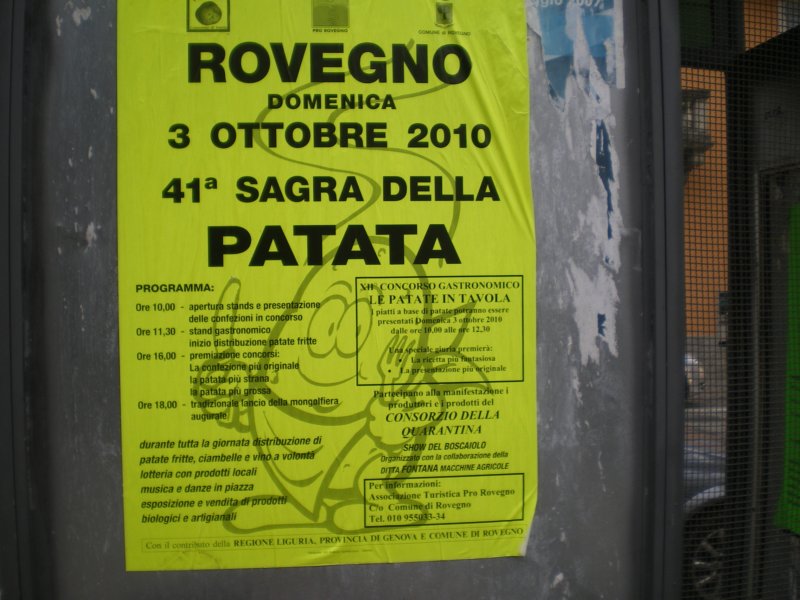 PRO ROVEGNO
COMUNE DI ROVEGNO
ROVEGNO
DOMENICA
3 OTTOBRE 2010
41ª SAGRA DELLA
PATATA
PROGRAMMA:
Ore 10,00 - apertura stands e presentazione
delle confezioni in concorso
Ore 11,30 - stand gastronomico
inizio distribuzione patate fritte
Ore 16,00 - premiazione concorsi:
La confezione più originale
la patata più strana
la patata più grossa
Ore 18,00 - tradizionale lancio della mongolfiera
augurale
durante tutta la giornata distribuzione di
patate fritte, ciambelle e vino a volontà
lotteria con prodotti locali
musica e danze in piazza
esposizione e vendita di prodotti
biologici e artigianali
XII CONCORSO GASTRONOMICO
LE PATATE IN TAVOLA
I piatti a base di patate potranno essere
presentati Domenica 3 ottobre 2010
dalle ore 10,00 alle ore 12,30
Una speciale giuria premierà:
• La ricetta più fantasiosa
• La presentazione più originale
Partecipano alla manifestazione i
produttori e i prodotti del
CONSORZIO DELLA
QUARANTINA
SHOW DEL BOSCAIOLO
Organizzato con la collaborazione della
DITTA FONTANA MACCHINE AGRICOLE
Per informazioni:
Associazione Turistica Pro Rovegno
C/o Comune di Rovegno
Tel. 010 955033-34
Con il contributo della REGIONE LIGURIA, PROVINCIA DI GENOVA E COMUNE DI ROVEGNO